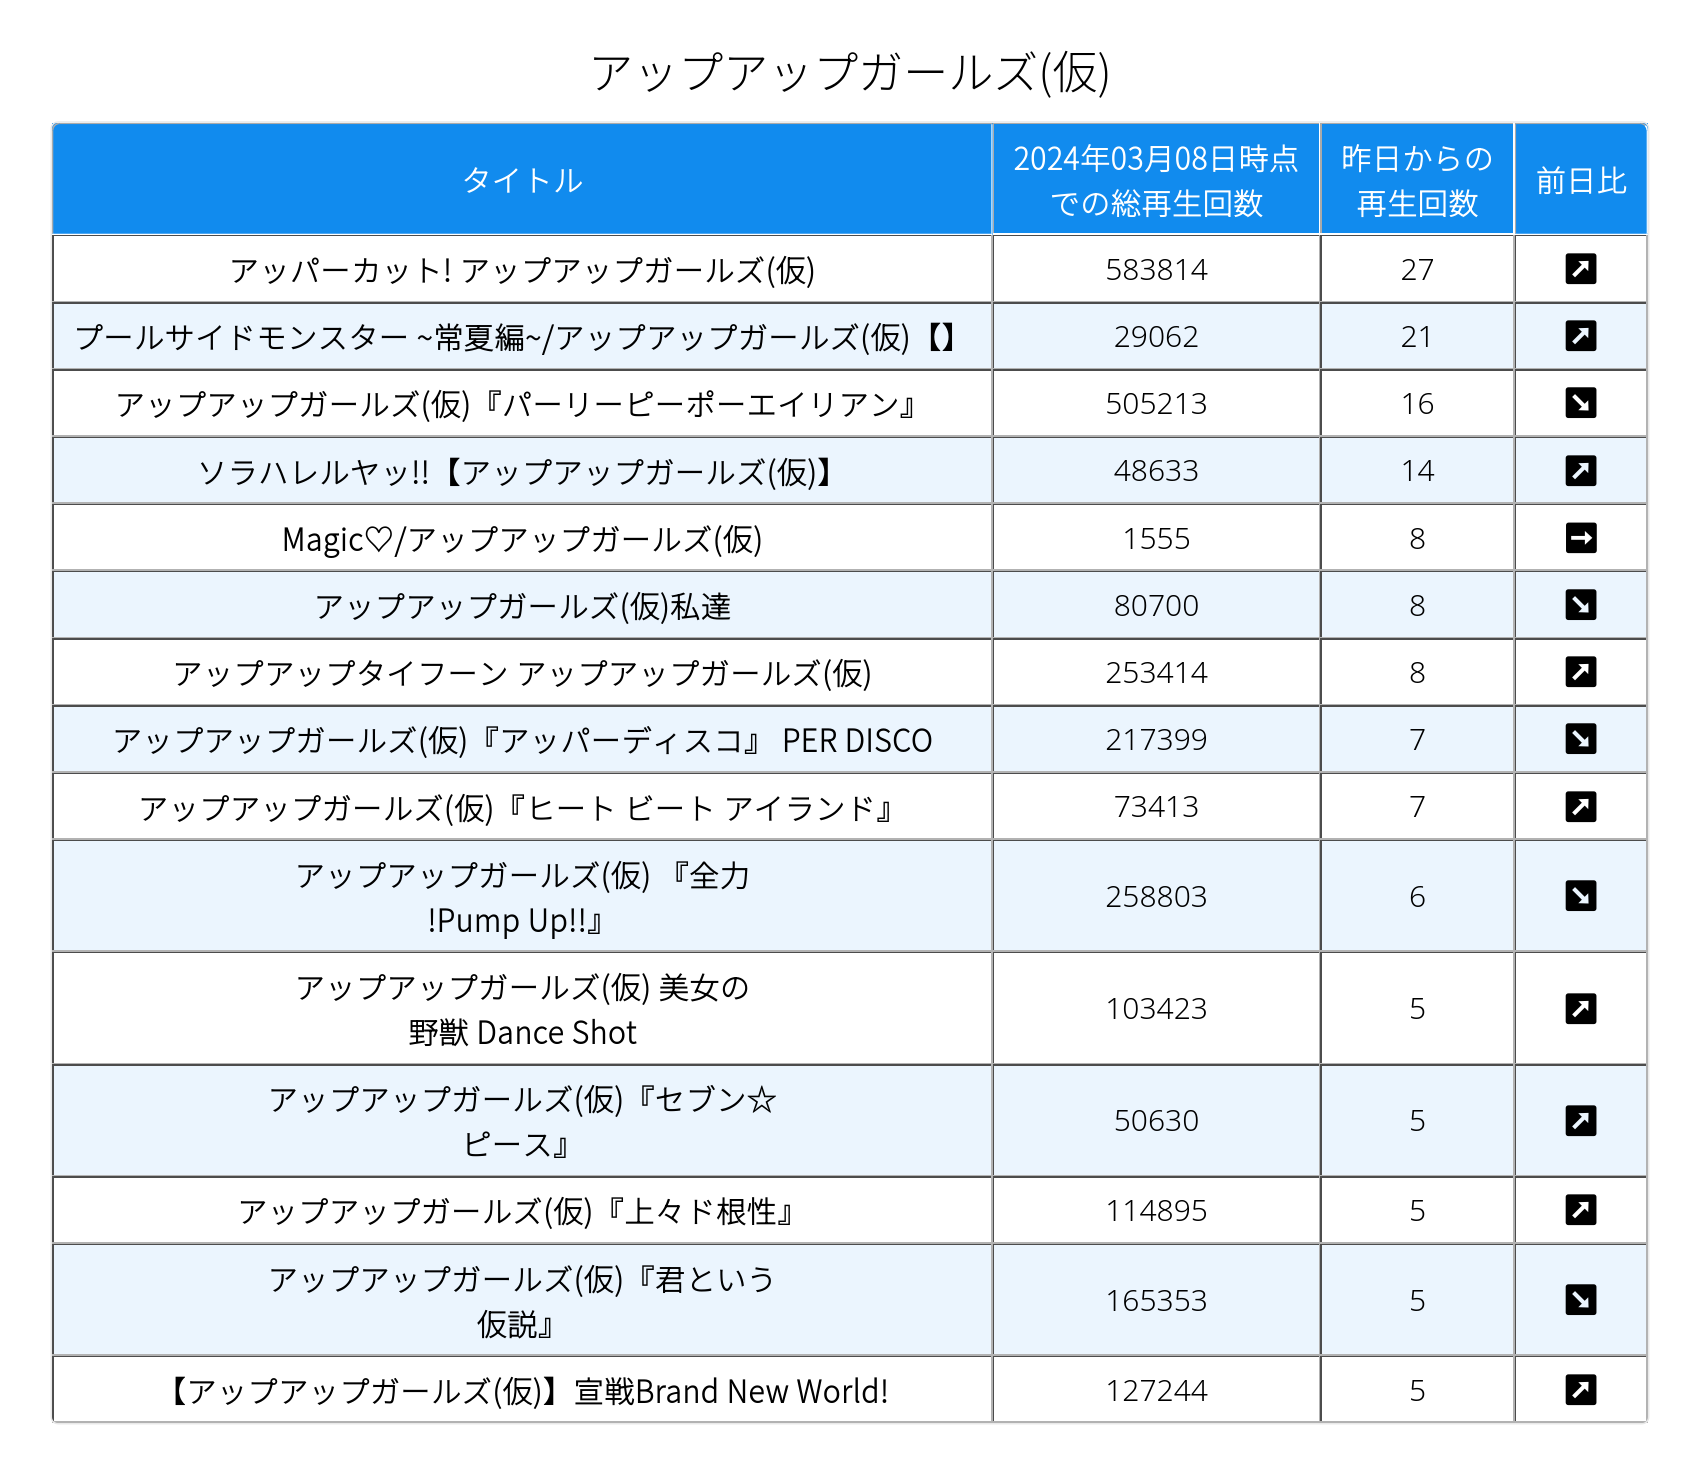 アップアップガールズ(仮)
タイトル
2024年03月08日時点
での総再生回数
昨日からの
再生回数
前日比
アッパーカット! アップアップガールズ(仮)
583814
27
プールサイドモンスター ~常夏編~/アップアップガールズ(仮)【】
29062
21
アップアップガールズ(仮)『パーリーピーポーエイリアン』
505213
16
ソラハレルヤッ!!【アップアップガールズ(仮)】
48633
14
Magic♡/アップアップガールズ(仮)
1555
8
アップアップガールズ(仮)私達
80700
8
アップアップタイフーン アップアップガールズ(仮)
253414
8
アップアップガールズ(仮)『アッパーディスコ』 PER DISCO
217399
7
アップアップガールズ(仮)『ヒート ビート アイランド』
73413
7
アップアップガールズ(仮) 『全力
!Pump Up!!』
258803
6
アップアップガールズ(仮) 美女の
野獣 Dance Shot
103423
5
アップアップガールズ(仮)『セブン☆
ピース』
50630
5
アップアップガールズ(仮)『上々ド根性』
114895
5
アップアップガールズ(仮)『君という
仮説』
165353
5
【アップアップガールズ(仮)】宣戦Brand New World!
127244
5